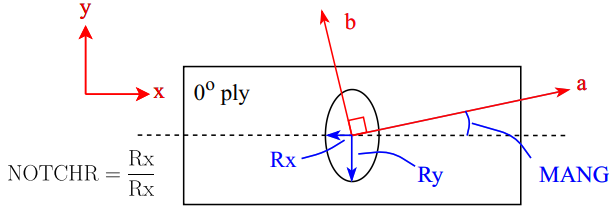 y
b
x
0° ply
a
Rx
Ry
MANG
NOTCHR = Rx/Rx